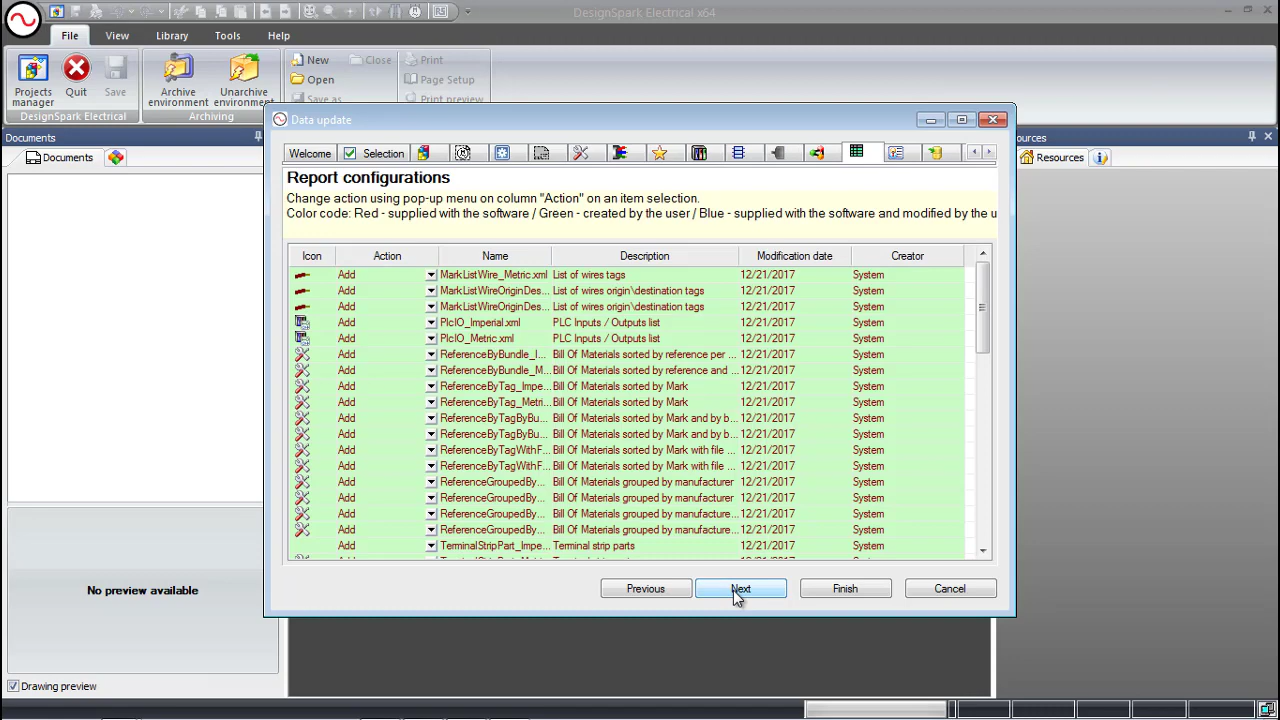 DesignSpark Electrical x64
File View Library Tools Help
Projects manager
Quit
Save
Archive environment
Unarchive environment
New
Open
Save as
Close
Print
Page Setup
Print preview
DesignSpark Electrical
Archiving
Documents
Documents
Resources
Data update
Welcome
Selection
Report configurations
Change action using pop-up menu on column "Action" on an item selection.
Color code: Red - supplied with the software / Green - created by the user / Blue - supplied with the software and modified by the u
Icon Action Name Description Modification date Creator
Add MarkListWire_Metric.xml List of wires tags 12/21/2017 System
Add MarkListWireOriginDes... List of wires origin\destination tags 12/21/2017 System
Add MarkListWireOriginDes... List of wires origin\destination tags 12/21/2017 System
Add PlcIO_Imperial.xml PLC Inputs / Outputs list 12/21/2017 System
Add PlcIO_Metric.xml PLC Inputs / Outputs list 12/21/2017 System
Add ReferenceByBundle_I... Bill Of Materials sorted by reference per ... 12/21/2017 System
Add ReferenceByBundle_M... Bill Of Materials sorted by reference and ... 12/21/2017 System
Add ReferenceByTag_Impe... Bill Of Materials sorted by Mark 12/21/2017 System
Add ReferenceByTag_Metri... Bill Of Materials sorted by Mark 12/21/2017 System
Add ReferenceByTagByBu... Bill Of Materials sorted by Mark and by b... 12/21/2017 System
Add ReferenceByTagByBu... Bill Of Materials sorted by Mark and by b... 12/21/2017 System
Add ReferenceByTagWithF... Bill Of Materials sorted by Mark with file ... 12/21/2017 System
Add ReferenceByTagWithF... Bill Of Materials sorted by Mark with file ... 12/21/2017 System
Add ReferenceGroupedBy... Bill Of Materials grouped by manufacturer 12/21/2017 System
Add ReferenceGroupedBy... Bill Of Materials grouped by manufacturer 12/21/2017 System
Add ReferenceGroupedBy... Bill Of Materials grouped by manufacture... 12/21/2017 System
Add ReferenceGroupedBy... Bill Of Materials grouped by manufacture... 12/21/2017 System
Add TerminalStripPart_Impe... Terminal strip parts 12/21/2017 System
Previous Next Finish Cancel
No preview available
Drawing preview